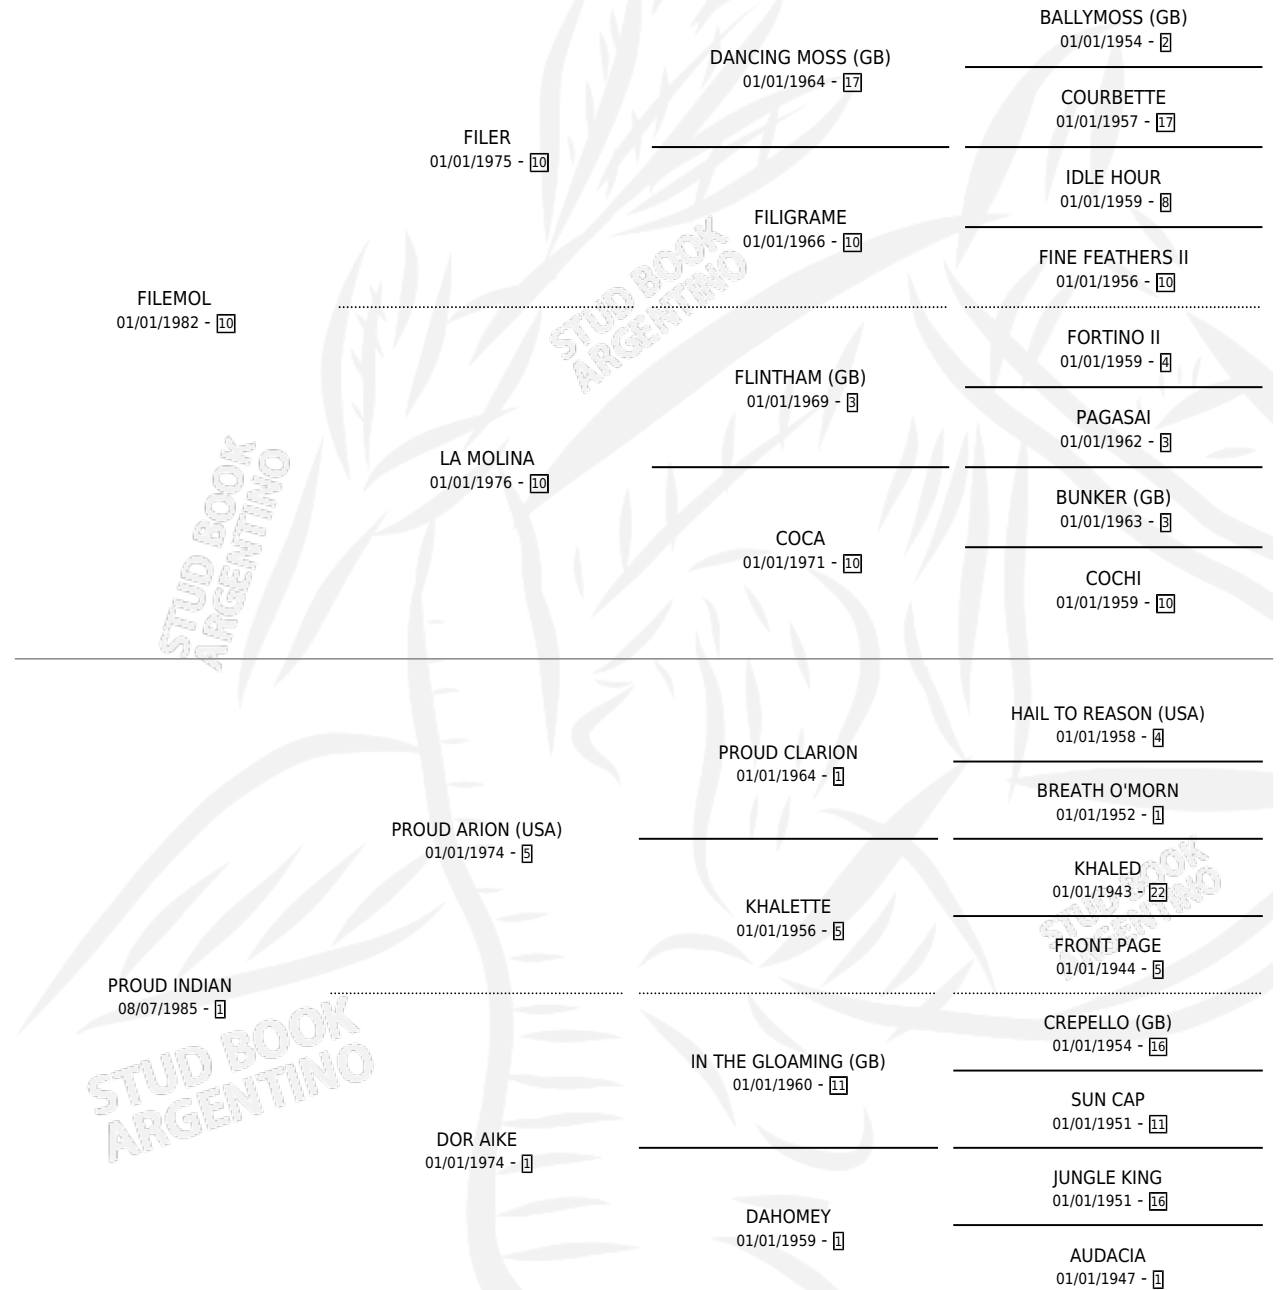 BALLYMOSS (GB)
01/01/1954 - 2
DANCING MOSS (GB)
01/01/1964 - 17
COURBETTE
01/01/1957 - 17
FILER
01/01/1975 - 10
IDLE HOUR
01/01/1959 - 8
FILIGRAME
01/01/1966 - 10
FINE FEATHERS II
01/01/1956 - 10
FILEMOL
01/01/1982 - 10
STUD BOOK
ARGENTINO
FORTINO II
01/01/1959 - 4
FLINTHAM (GB)
01/01/1969 - 3
PAGASAI
01/01/1962 - 3
LA MOLINA
01/01/1976 - 10
BUNKER (GB)
01/01/1963 - 3
COCA
01/01/1971 - 10
COCHI
01/01/1959 - 10
STUD BOOK
ARGENTINO
HAIL TO REASON (USA)
01/01/1958 - 4
PROUD CLARION
01/01/1964 - 1
BREATH O'MORN
01/01/1952 - 1
PROUD ARION (USA)
01/01/1974 - 5
KHALED
01/01/1943 - 22
KHALETTE
01/01/1956 - 5
STUD BOOK
ARGENTINO
FRONT PAGE
01/01/1944 - 5
PROUD INDIAN
08/07/1985 - 1
CREPELLO (GB)
01/01/1954 - 16
IN THE GLOAMING (GB)
01/01/1960 - 11
STUD BOOK
ARGENTINO
SUN CAP
01/01/1951 - 11
DOR AIKE
01/01/1974 - 1
JUNGLE KING
01/01/1951 - 16
DAHOMEY
01/01/1959 - 1
AUDACIA
01/01/1947 - 1